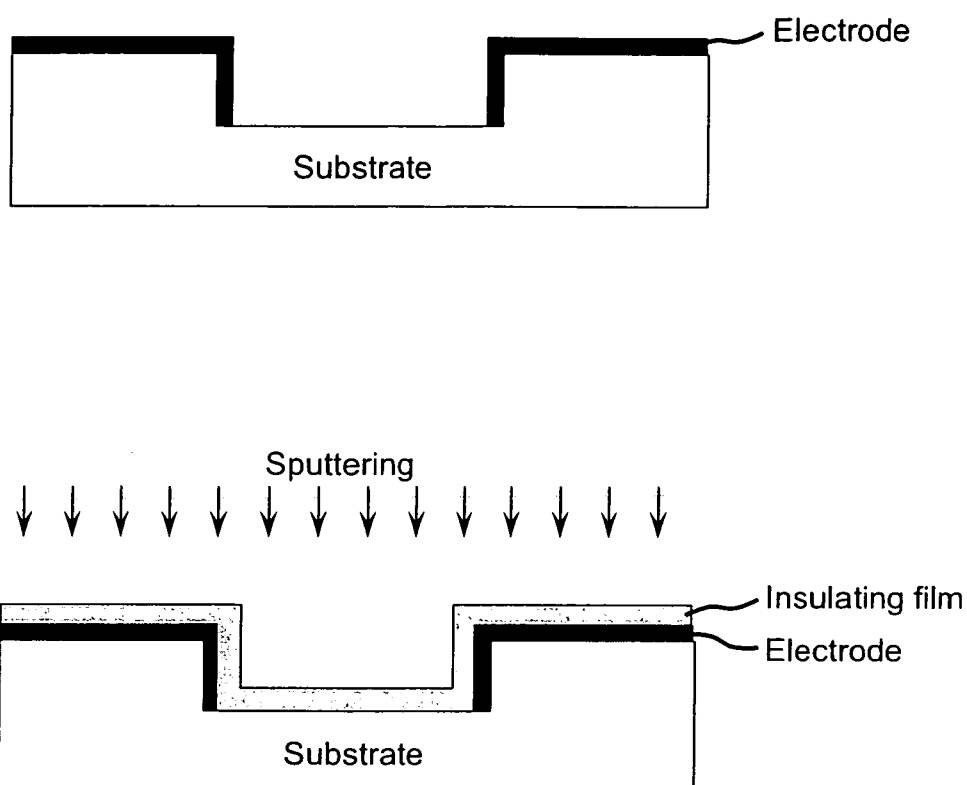 Electrode
Substrate
Sputtering
Insulating film
Electrode
Substrate